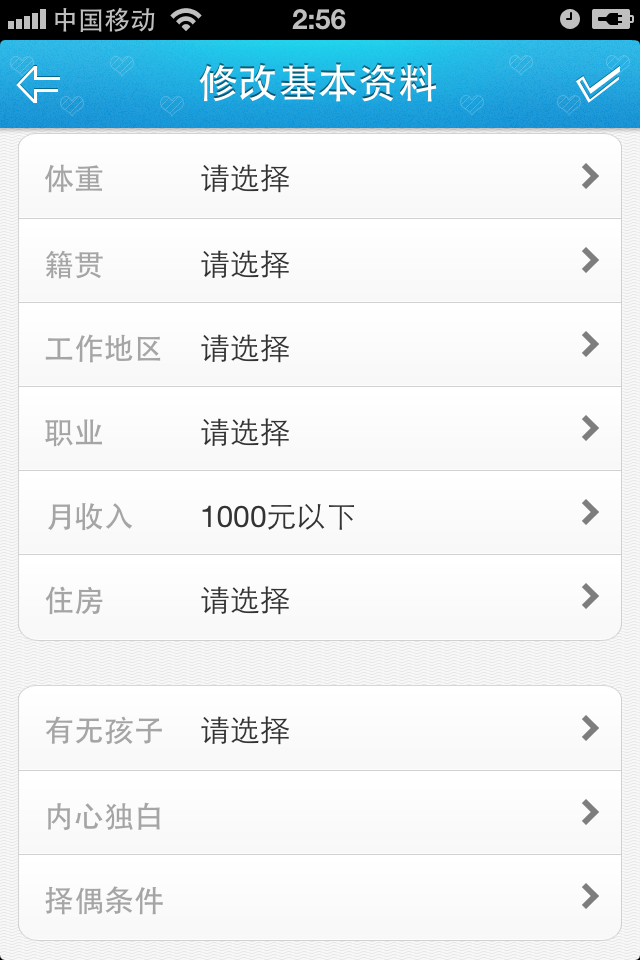 中国移动 2:56
修改基本资料
体重 请选择
籍贯 请选择
工作地区 请选择
职业 请选择
月收入 1000元以下
住房 请选择
有无孩子 请选择
内心独白
择偶条件